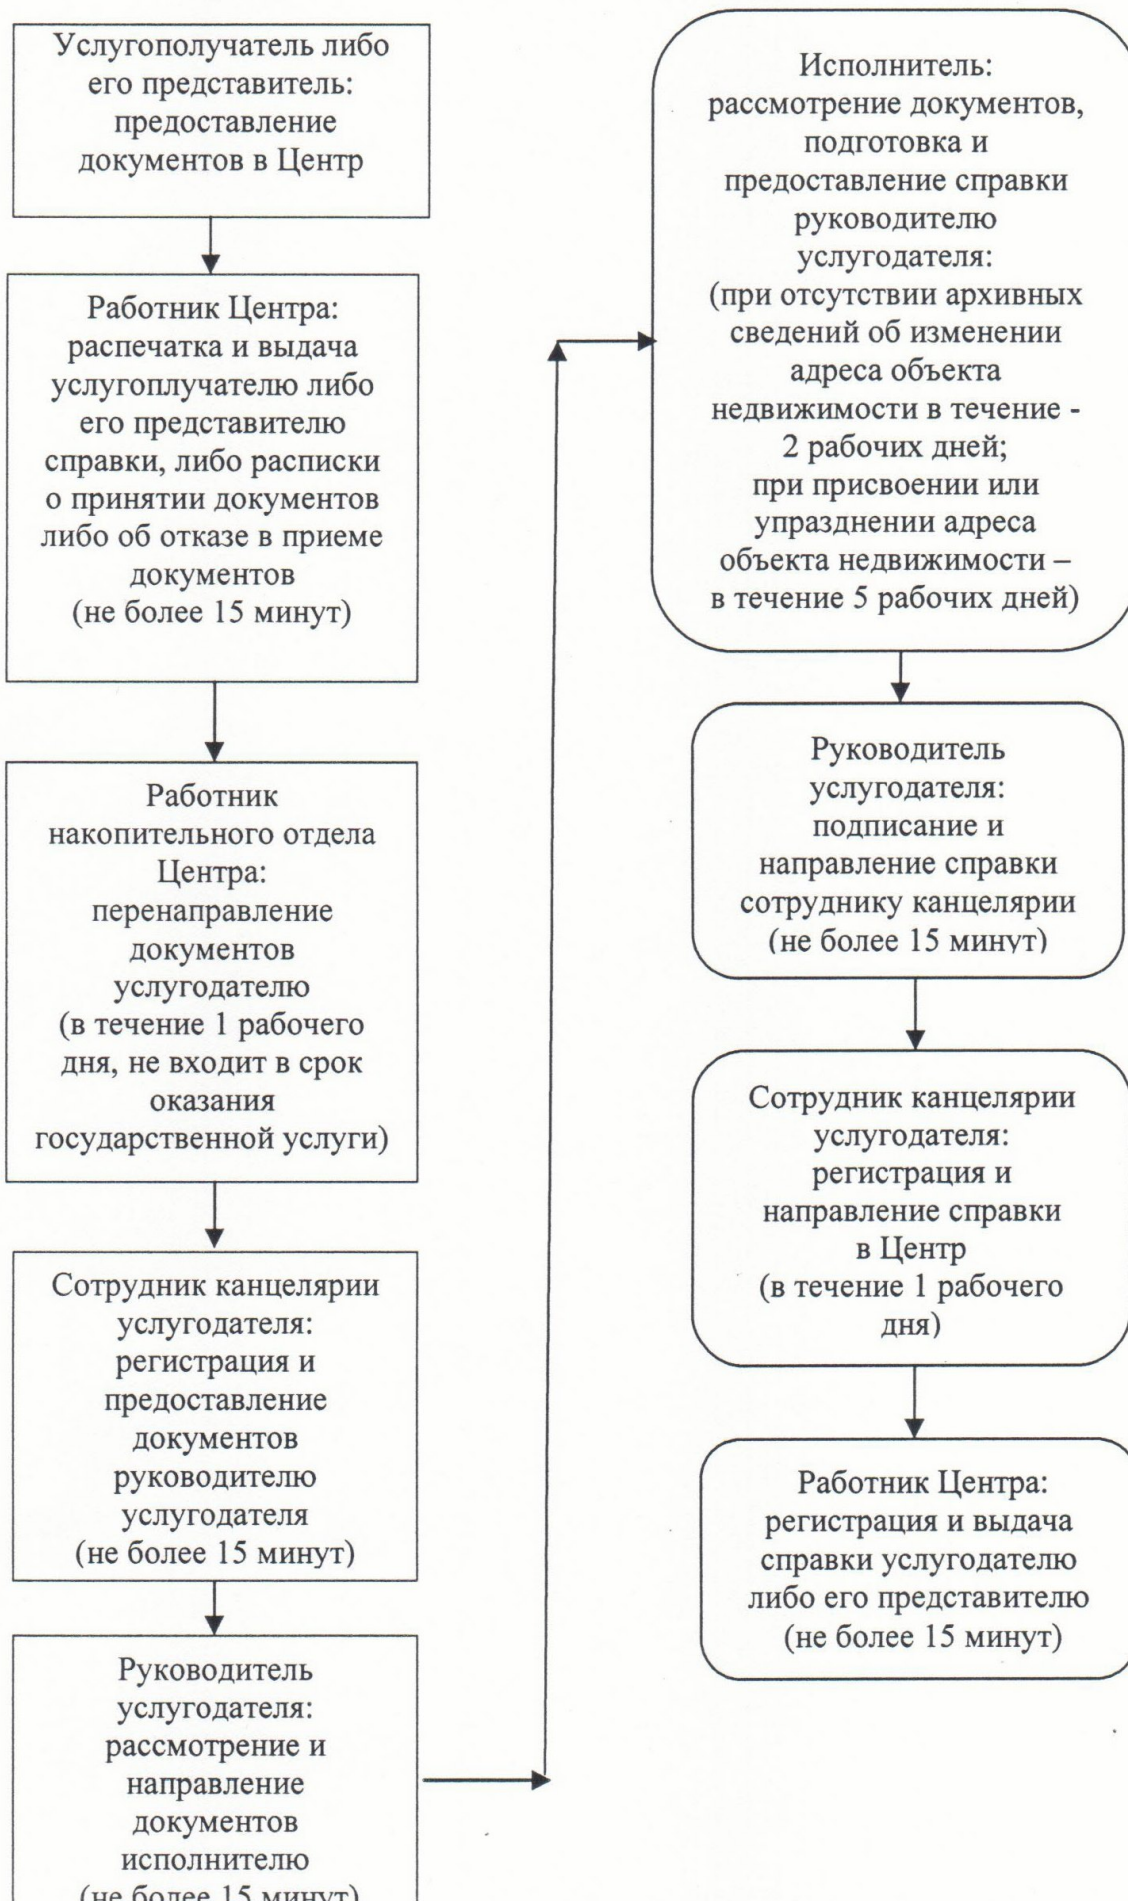 Услугополучатель либо
его представитель:
предоставление
документов в Центр
Работник Центра:
распечатка и выдача
услугоплучателю либо
его представителю
справки, либо расписки
о принятии документов
либо об отказе в приеме
документов
(не более 15 минут)
Работник
накопительного отдела
Центра:
перенаправление
документов
услугодателю
(в течение 1 рабочего
дня, не входит в срок
оказания
государственной услуги)
Сотрудник канцелярии
услугодателя:
регистрация и
предоставление
документов
руководителю
услугодателя
(не более 15 минут)
Руководитель
услугодателя:
рассмотрение и
направление
документов
исполнителю
(не более 15 минут)
Исполнитель:
рассмотрение документов,
подготовка и
предоставление справки
руководителю
услугодателя:
(при отсутствии архивных
сведений об изменении
адреса объекта
недвижимости в течение -
2 рабочих дней;
при присвоении или
упразднении адреса
объекта недвижимости –
в течение 5 рабочих дней)
Руководитель
услугодателя:
подписание и
направление справки
сотруднику канцелярии
(не более 15 минут)
Сотрудник канцелярии
услугодателя:
регистрация и
направление справки
в Центр
(в течение 1 рабочего
дня)
Работник Центра:
регистрация и выдача
справки услугодателю
либо его представителю
(не более 15 минут)